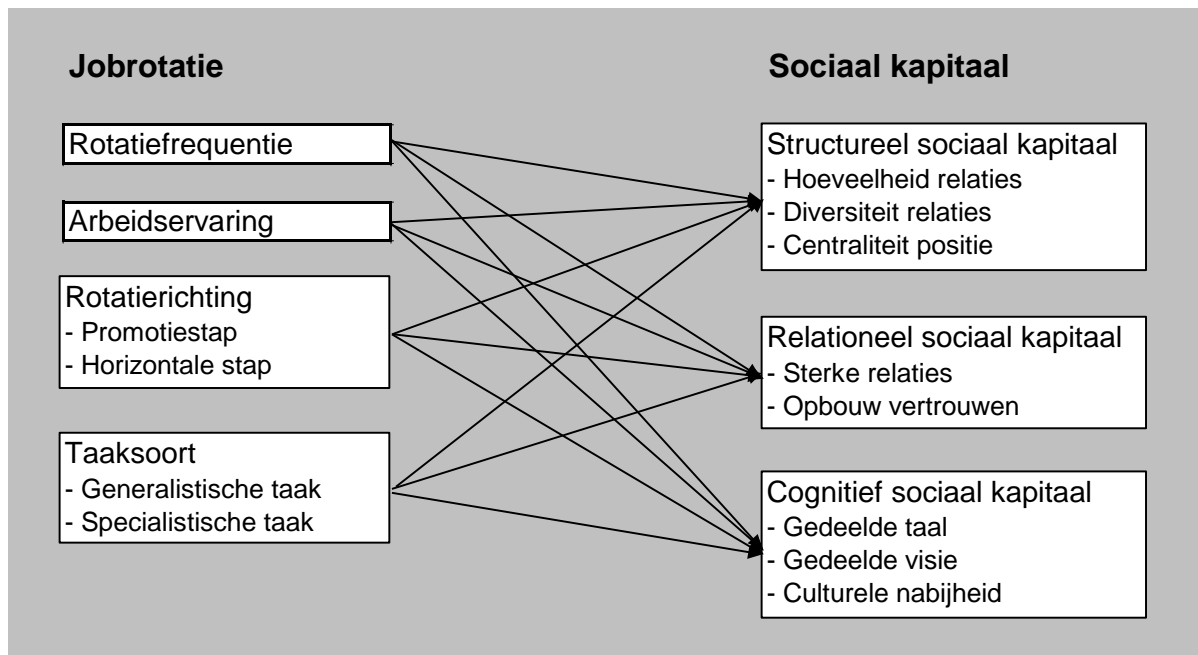 Jobrotatie
Rotatiefrequentie
Arbeidservaring
Rotatierichting
- Promotiestap
- Horizontale stap
Taaksoort
- Generalistische taak
- Specialistische taak
Sociaal kapitaal
Structureel sociaal kapitaal
- Hoeveelheid relaties
- Diversiteit relaties
- Centraliteit positie
Relationeel sociaal kapitaal
- Sterke relaties
- Opbouw vertrouwen
Cognitief sociaal kapitaal
- Gedeelde taal
- Gedeelde visie
- Culturele nabijheid